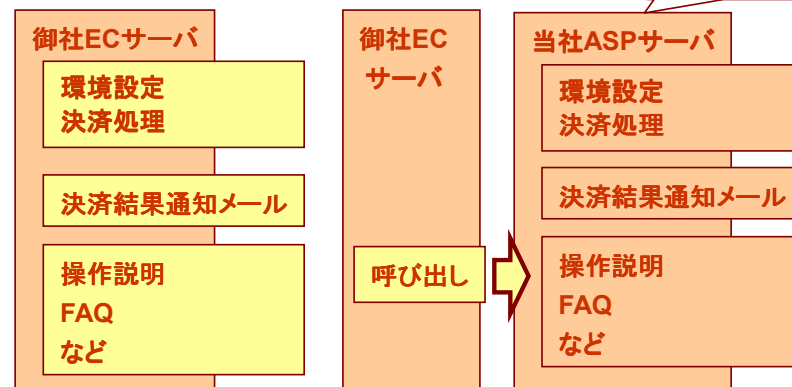 御社ECサーバ
環境設定
決済処理
決済結果通知メール
操作説明
FAQ
など
御社EC
サーバ
呼び出し
当社ASPサーバ
環境設定
決済処理
決済結果通知メール
操作説明
FAQ
など